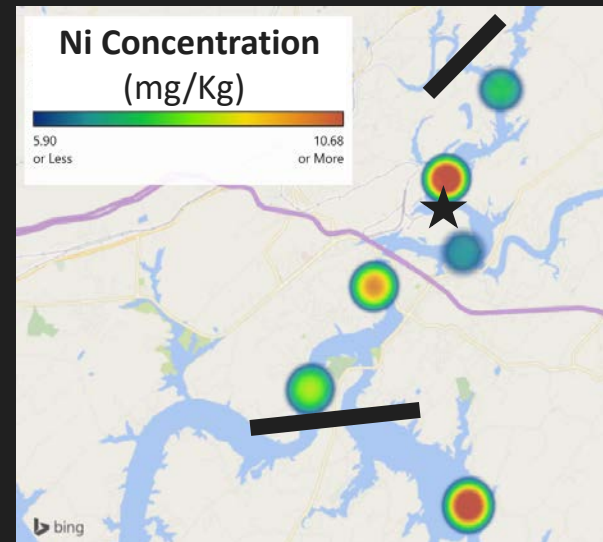 Ni Concentration
(mg/Kg)
5.90
or Less
10.68
or More
bing